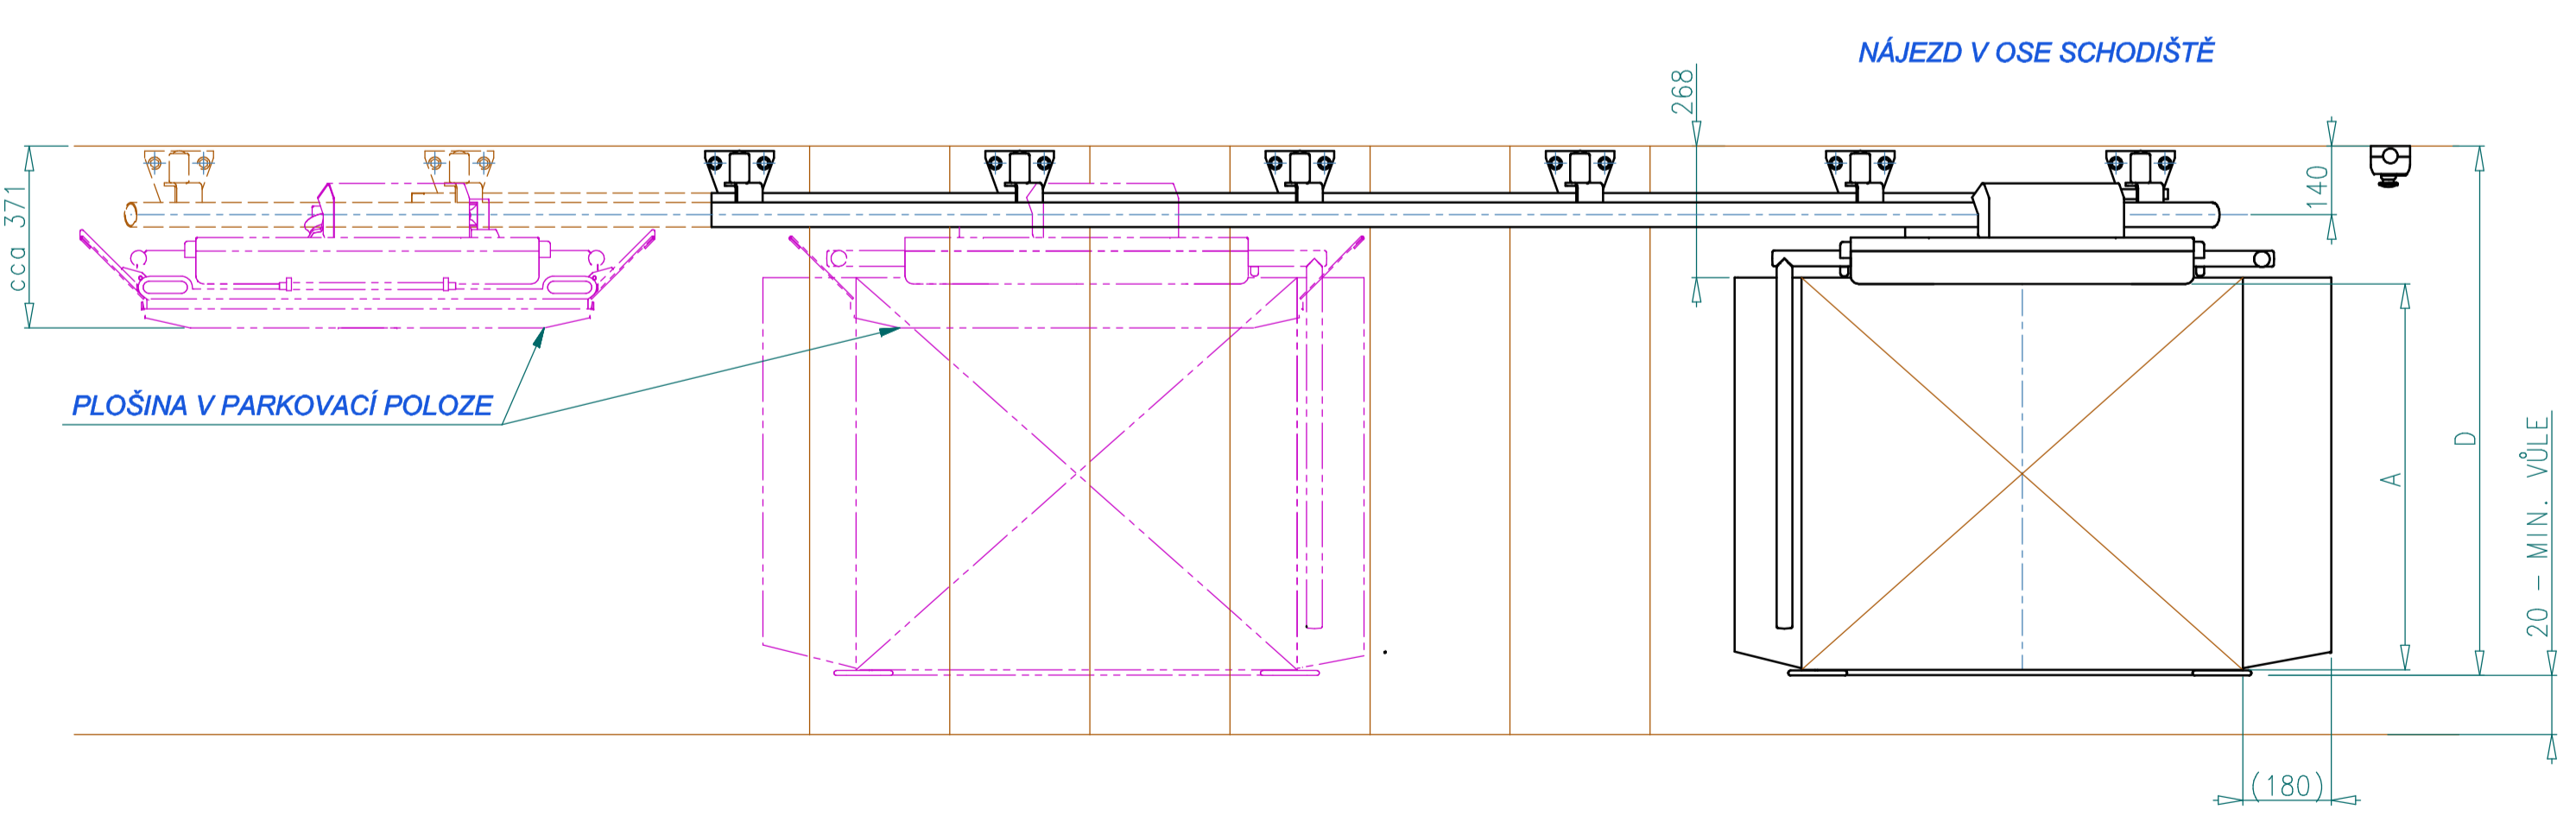 NÁJEZD V OSE SCHODIŠTĚ
268
140
cca 371
PLOŠINA V PARKOVACÍ POLOZE
D
A
20 - MIN. VŮLE
(180)